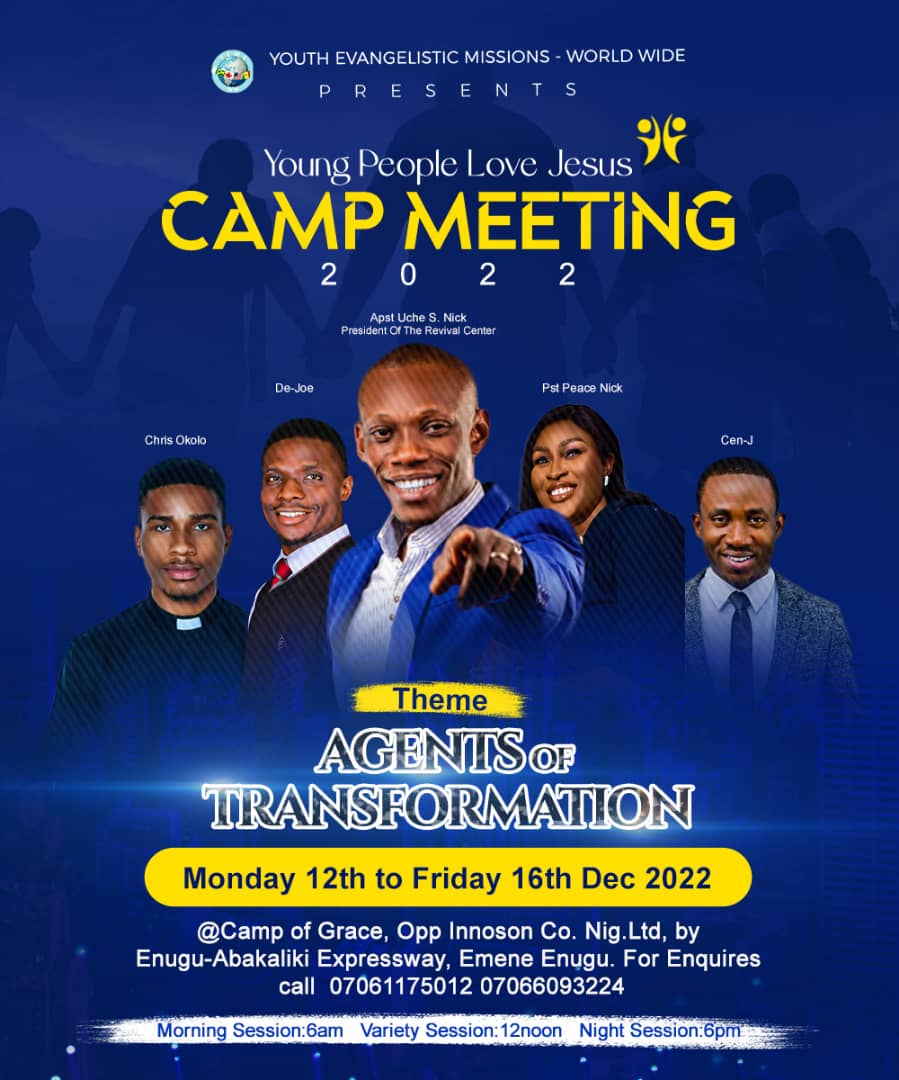 YOUTH EVANGELISTIC MISSIONS - WORLD WIDE
PRESENTS
Young People Love Jesus
CAMP MEETING
2022
Apst Uche S. Nick
President Of The Revival Center
De-Joe
Pst Peace Nick
Chris Okolo
Cen-J
Theme
AGENTS OF
TRANSFORMATION
Monday 12th to Friday 16th Dec 2022
@Camp of Grace, Opp Innoson Co. Nig.Ltd, by
Enugu-Abakaliki Expressway, Emene Enugu. For Enquires
call 07061175012 07066093224
Morning Session:6am Variety Session:12noon Night Session:6pm